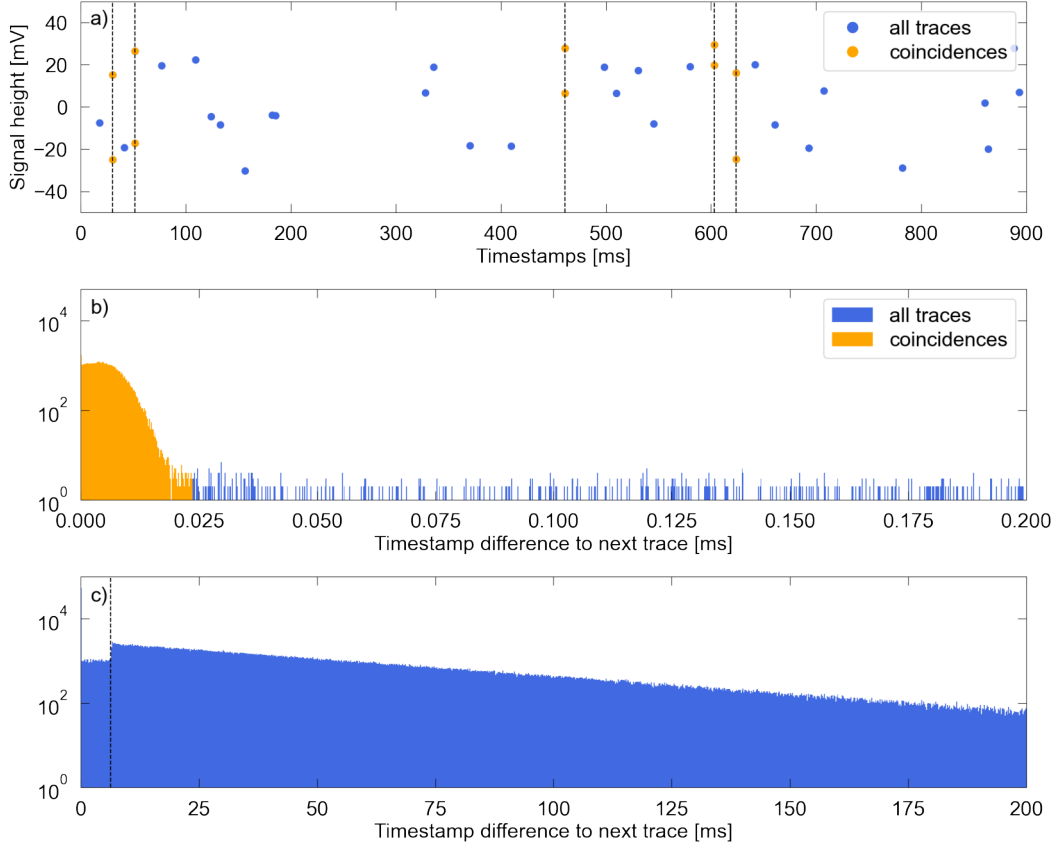 a)
all traces
coincidences
Signal height [mV]
40
20
0
−20
−40
0 100 200 300 400 500 600 700 800 900
Timestamps [ms]
b)
all traces
coincidences
10^4
10^2
10^0
0.000 0.025 0.050 0.075 0.100 0.125 0.150 0.175 0.200
Timestamp difference to next trace [ms]
c)
10^4
10^2
10^0
0 25 50 75 100 125 150 175 200
Timestamp difference to next trace [ms]